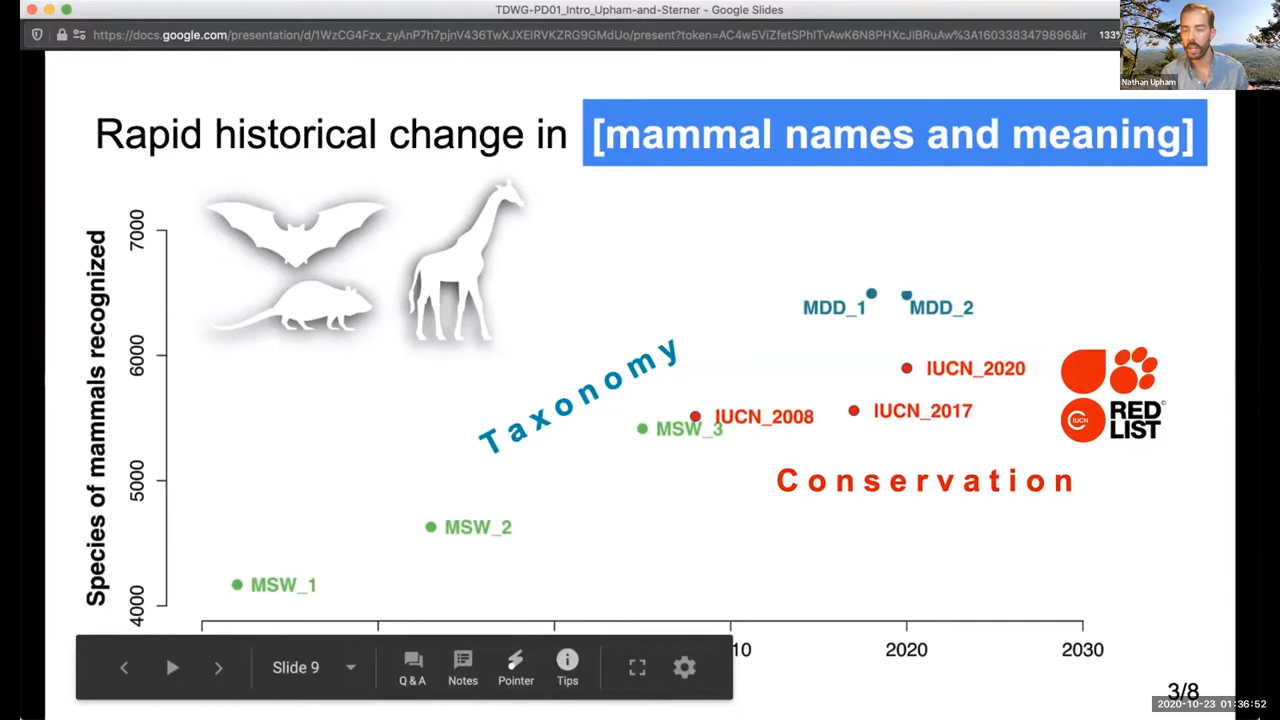 TDWG-PD01_Intro_Upham-and-Sterner - Google Slides
https://docs.google.com/presentation/d/1WzCG4Fzx_zyAnP7h7pjnV436TWXJXElRVKZRG9GMdUo/present?token=AC4w5ViZfetSPhlTvAwK6N8PHXcJIBRuAw%3A1603383479896&ir
133%
Nathan Upham
Rapid historical change in [mammal names and meaning]
Species of mammals recognized
7000
6000
5000
4000
MDD_1
MDD_2
Taxonomy
IUCN_2020
IUCN_2008
IUCN_2017
MSW_3
IUCN
RED
LIST
Conservation
MSW_2
MSW_1
10
2020
2030
Slide 9
Q & A
Notes
Pointer
Tips
3/8
2020-10-23 01:36:52